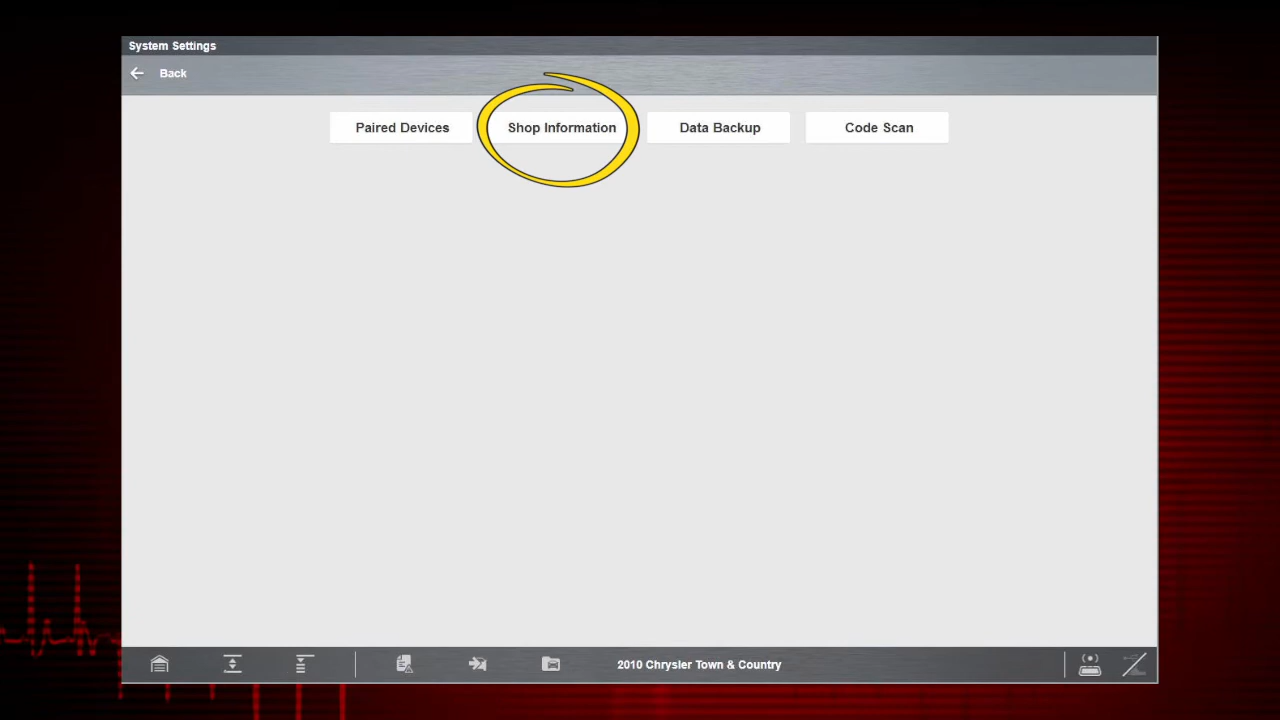 System Settings
Back
Paired Devices
Shop Information
Data Backup
Code Scan
2010 Chrysler Town & Country